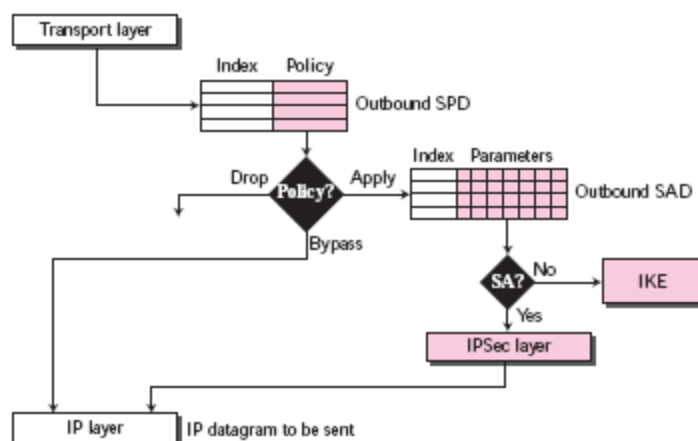 Transport layer
Index Policy
Outbound SPD
Index Parameters
Drop Policy? Apply
Outbound SAD
Bypass
SA? No IKE
Yes
IPSec layer
IP layer IP datagram to be sent